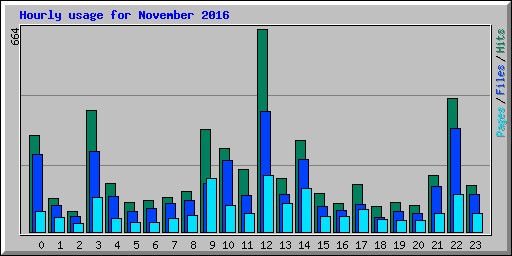 Hourly usage for November 2016
664
Pages/Files/Hits
0 1 2 3 4 5 6 7 8 9 10 11 12 13 14 15 16 17 18 19 20 21 22 23